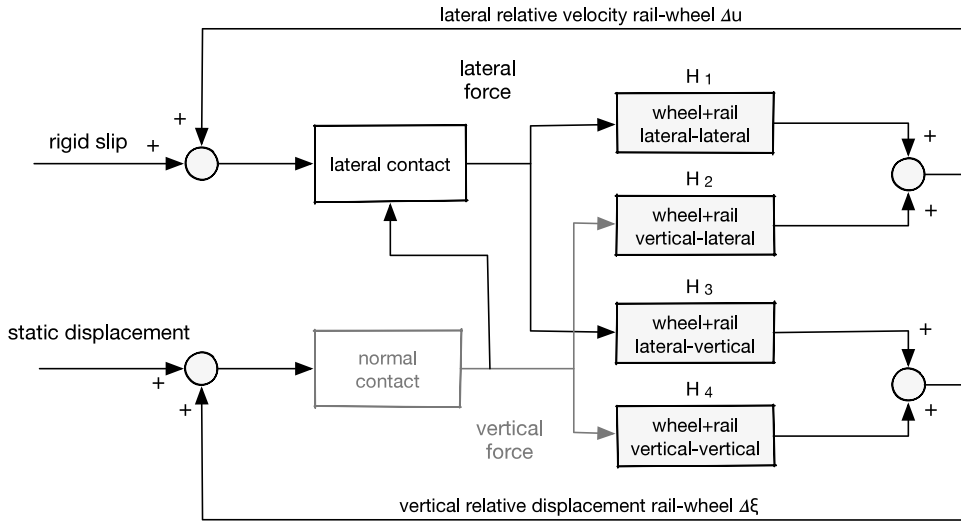 lateral relative velocity rail-wheel Δu
lateral
force
H 1
+
rigid slip
+
wheel+rail
lateral-lateral
+
lateral contact
H 2
wheel+rail
vertical-lateral
+
H 3
static displacement
wheel+rail
lateral-vertical
+
normal
contact
+
+
H 4
+
vertical
force
wheel+rail
vertical-vertical
vertical relative displacement rail-wheel Δξ